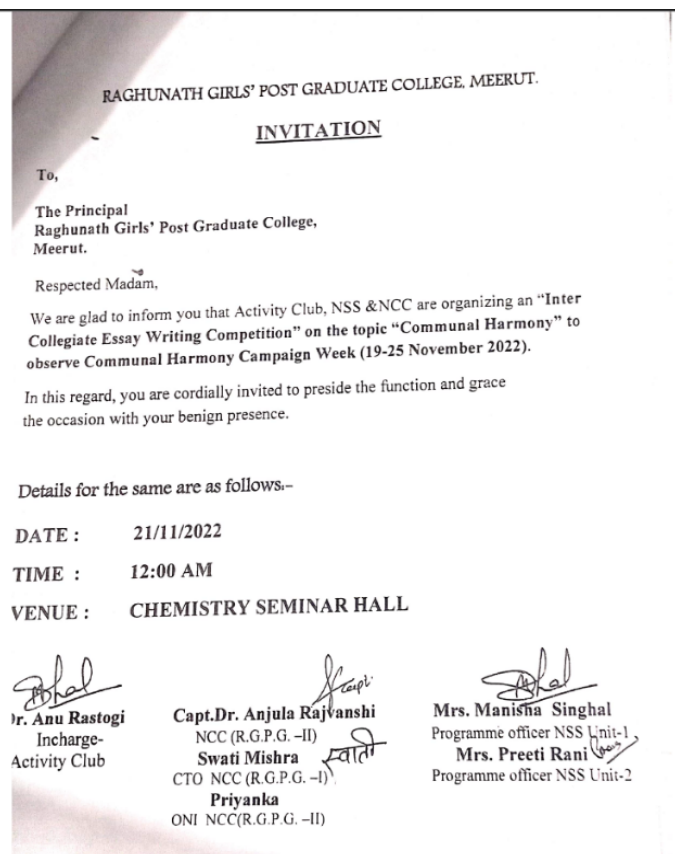 RAGHUNATH GIRLS' POST GRADUATE COLLEGE, MEERUT.
INVITATION
To,
The Principal
Raghunath Girls' Post Graduate College,
Meerut.
Respected Madam,
We are glad to inform you that Activity Club, NSS &NCC are organizing an “Inter
Collegiate Essay Writing Competition” on the topic “Communal Harmony” to
observe Communal Harmony Campaign Week (19-25 November 2022).
In this regard, you are cordially invited to preside the function and grace
the occasion with your benign presence.
Details for the same are as follows:–
DATE : 21/11/2022
TIME : 12:00 AM
VENUE : CHEMISTRY SEMINAR HALL
Dr. Anu Rastogi
Incharge-
Activity Club
Capt.Dr. Anjula Rajvanshi
NCC (R.G.P.G. –II)
Swati Mishra स्वाती
CTO NCC (R.G.P.G. –I)
Priyanka
ONI NCC(R.G.P.G. –II)
Mrs. Manisha Singhal
Programme officer NSS Unit-1,
Mrs. Preeti Rani
Programme officer NSS Unit-2